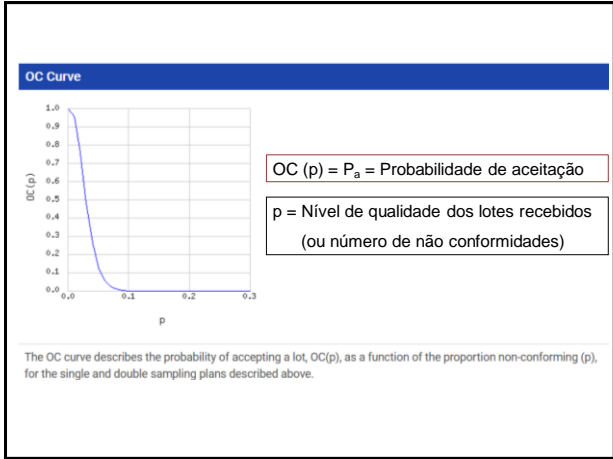 OC Curve
1.0
0.9
0.8
0.7
0.6
0.5
0.4
0.3
0.2
0.1
0.0
OC(p)
0.0 0.1 0.2 0.3
p
OC (p) = Pₐ = Probabilidade de aceitação
p = Nível de qualidade dos lotes recebidos
(ou número de não conformidades)
The OC curve describes the probability of accepting a lot, OC(p), as a function of the proportion non-conforming (p),
for the single and double sampling plans described above.